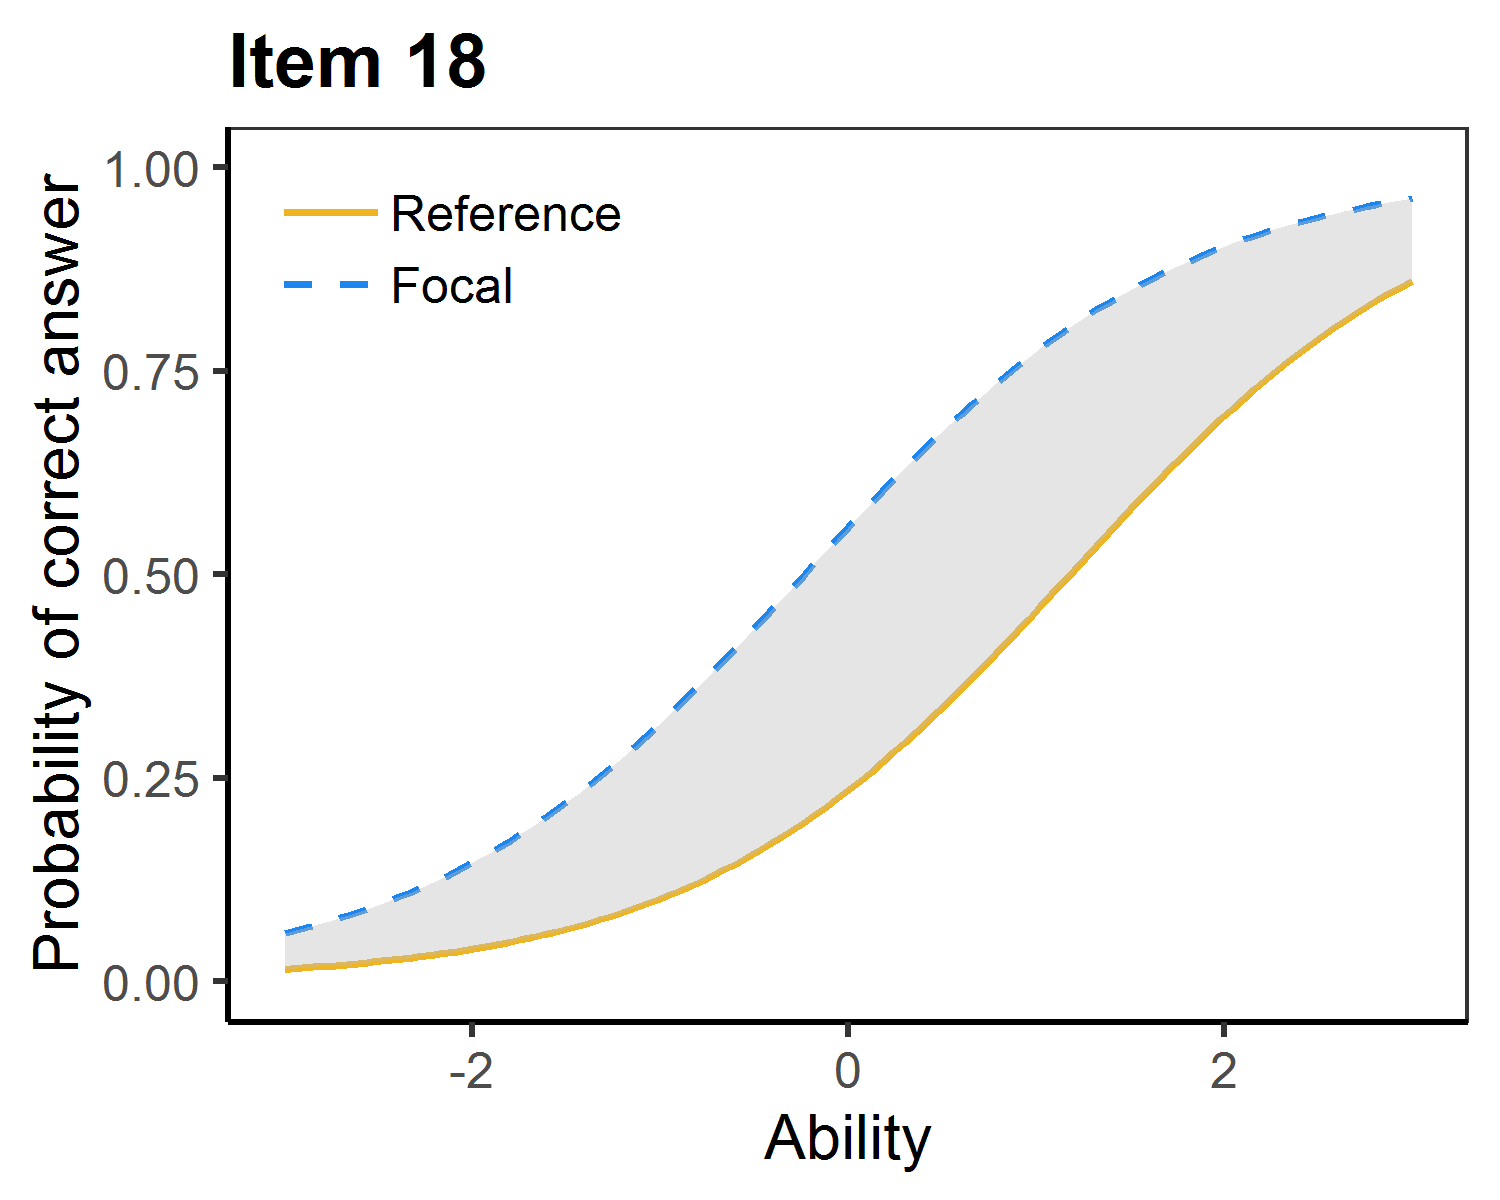 Item 18
Probability of correct answer
1.00
0.75
0.50
0.25
0.00
Reference
Focal
-2
0
2
Ability